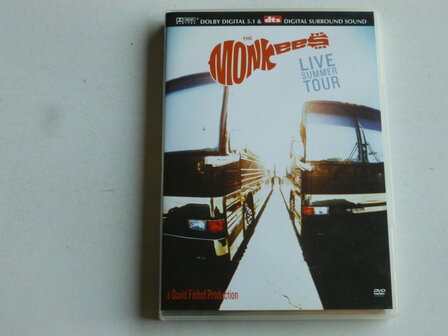 DOLBY DIGITAL 5.1 & dts DIGITAL SURROUND SOUND
THE
MONKEES
LIVE
SUMMER
TOUR
a David Fishof Production
DVD